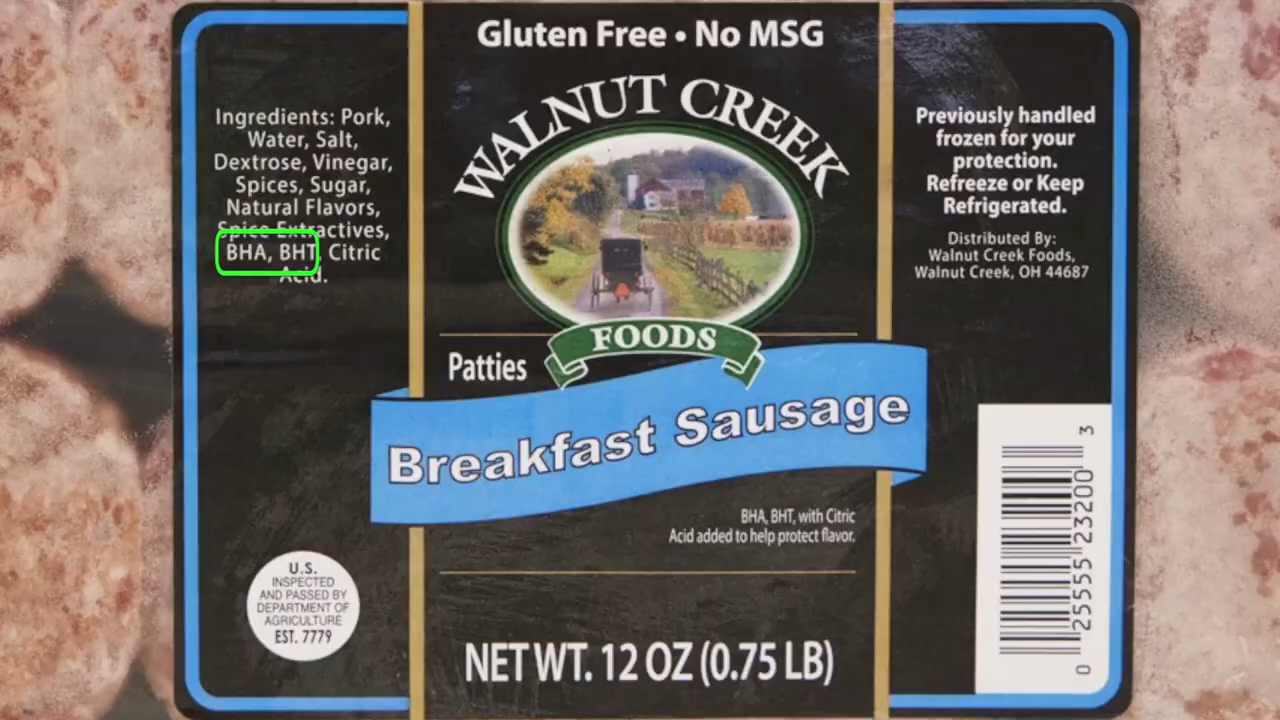 Gluten Free • No MSG
WALNUT CREEK
FOODS
Patties
Breakfast Sausage
BHA, BHT, with Citric
Acid added to help protect flavor.
NET WT. 12 OZ (0.75 LB)
Ingredients: Pork,
Water, Salt,
Dextrose, Vinegar,
Spices, Sugar,
Natural Flavors,
Spice Extractives,
BHA, BHT, Citric
Acid.
U.S.
INSPECTED
AND PASSED BY
DEPARTMENT OF
AGRICULTURE
EST. 7779
Previously handled
frozen for your
protection.
Refreeze or Keep
Refrigerated.
Distributed By:
Walnut Creek Foods,
Walnut Creek, OH 44687
0 25555 23200 3